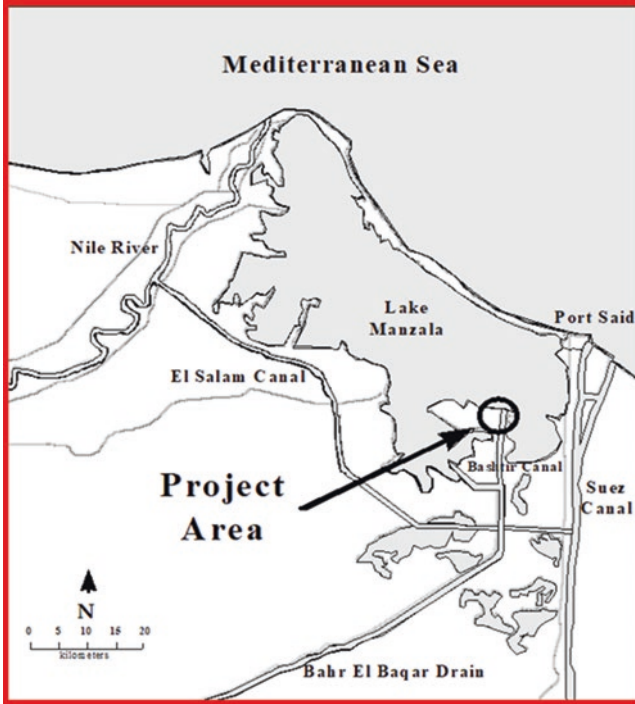 Mediterranean Sea
Nile River
Lake
Manzala
Port Said
El Salam Canal
Bashtir Canal
Project
Area
Suez
Canal
N
0 5 10 15 20
kilometers
Bahr El Baqar Drain